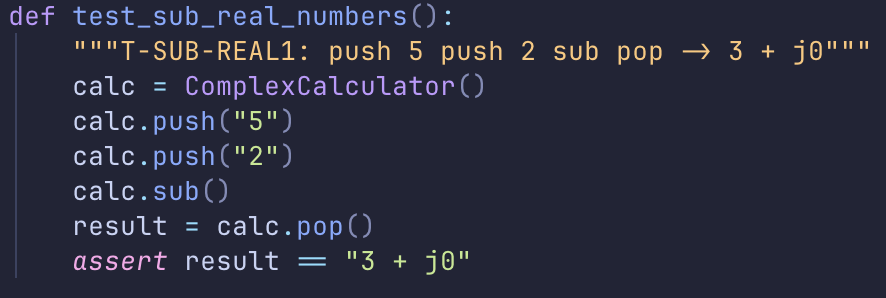 def test_sub_real_numbers():
    """T-SUB-REAL1: push 5 push 2 sub pop -> 3 + j0"""
    calc = ComplexCalculator()
    calc.push("5")
    calc.push("2")
    calc.sub()
    result = calc.pop()
    assert result == "3 + j0"